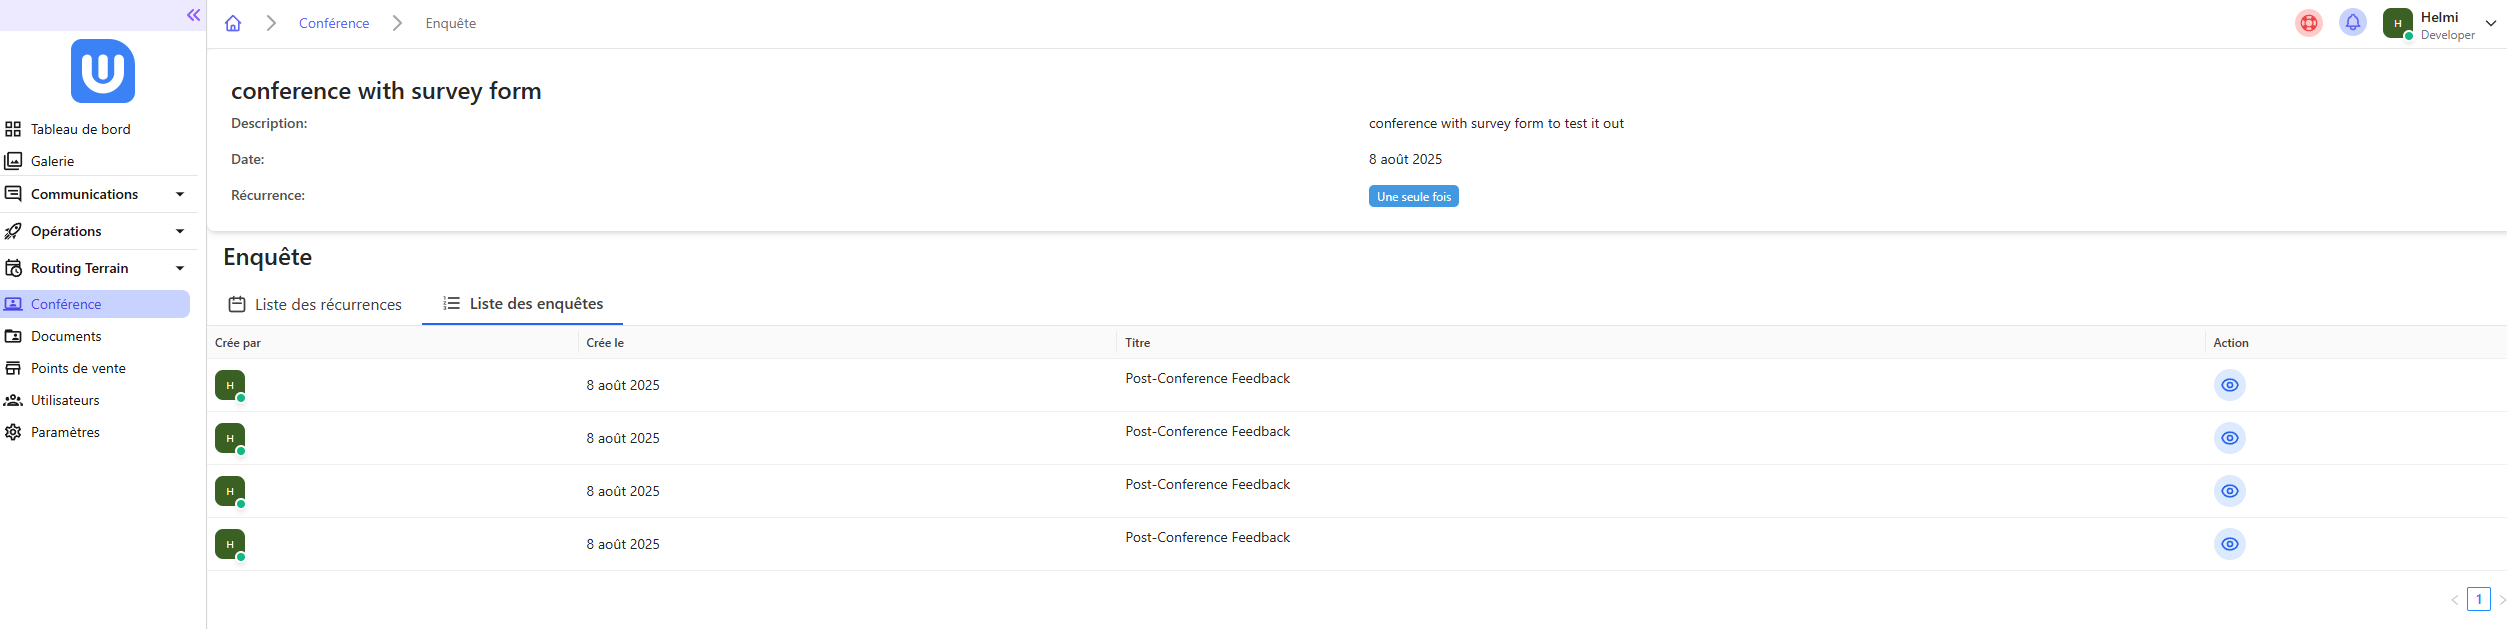 Conférence
Enquête
H
Helmi
Developer
Tableau de bord
Galerie
Communications
Opérations
Routing Terrain
Conférence
Documents
Points de vente
Utilisateurs
Paramètres
conference with survey form
Description: conference with survey form to test it out
Date: 8 août 2025
Récurrence: Une seule fois
Enquête
Liste des récurrences Liste des enquêtes
Crée par Crée le Titre Action
H 8 août 2025 Post-Conference Feedback
H 8 août 2025 Post-Conference Feedback
H 8 août 2025 Post-Conference Feedback
H 8 août 2025 Post-Conference Feedback
1